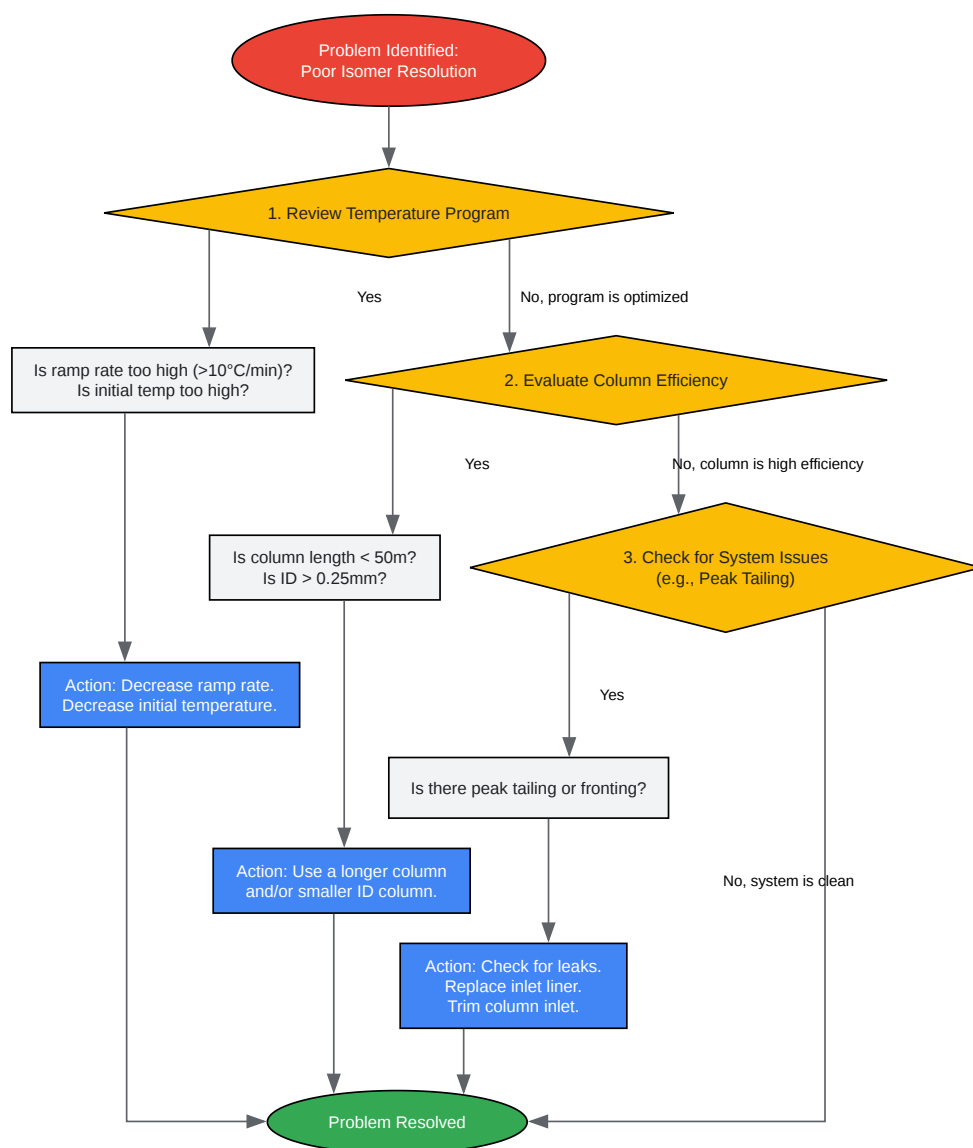 Problem Identified:
Poor Isomer Resolution
1. Review Temperature Program
Yes
No, program is optimized
Is ramp rate too high (>10°C/min)?
Is initial temp too high?
2. Evaluate Column Efficiency
Yes
No, column is high efficiency
Is column length < 50m?
Is ID > 0.25mm?
3. Check for System Issues
(e.g., Peak Tailing)
Action: Decrease ramp rate.
Decrease initial temperature.
Yes
Is there peak tailing or fronting?
Action: Use a longer column
and/or smaller ID column.
No, system is clean
Action: Check for leaks.
Replace inlet liner.
Trim column inlet.
Problem Resolved